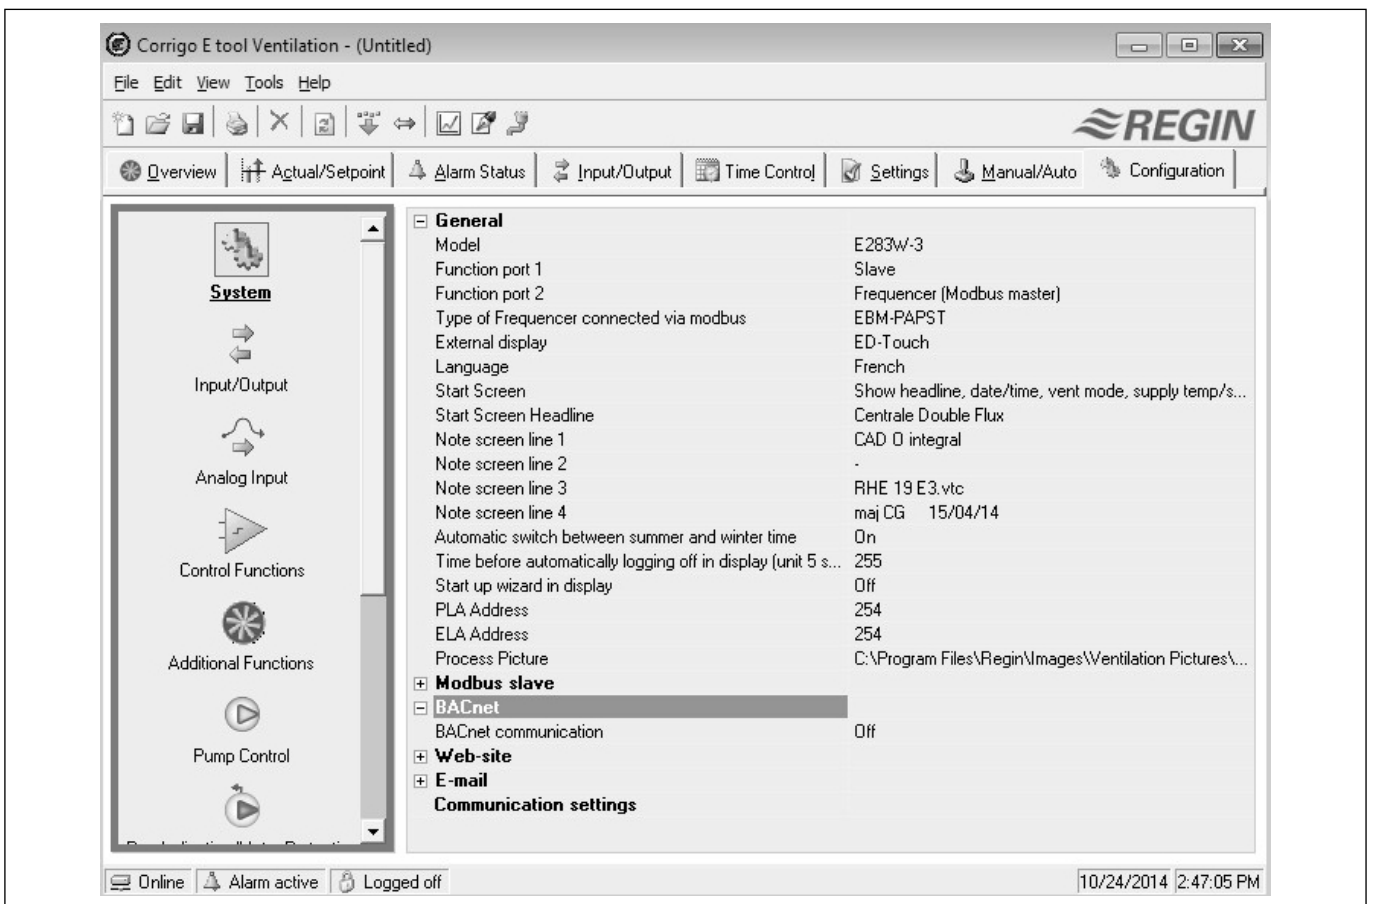 Corrigo E tool Ventilation - (Untitled)
File Edit View Tools Help
REGIN
Overview Actual/Setpoint Alarm Status Input/Output Time Control Settings Manual/Auto Configuration
System
Input/Output
Analog Input
Control Functions
Additional Functions
Pump Control
General
Model E283W-3
Function port 1 Slave
Function port 2 Frequencer (Modbus master)
Type of Frequencer connected via modbus EBM-PAPST
External display ED-Touch
Language French
Start Screen Show headline, date/time, vent mode, supply temp/s...
Start Screen Headline Centrale Double Flux
Note screen line 1 CAD O integral
Note screen line 2 -
Note screen line 3 RHE 19 E3.vtc
Note screen line 4 maj CG 15/04/14
Automatic switch between summer and winter time On
Time before automatically logging off in display (unit 5 s... 255
Start up wizard in display Off
PLA Address 254
ELA Address 254
Process Picture C:\Program Files\Regin\Images\Ventilation Pictures\...
Modbus slave
BACnet
BACnet communication Off
Web-site
E-mail
Communication settings
Online Alarm active Logged off 10/24/2014 2:47:05 PM